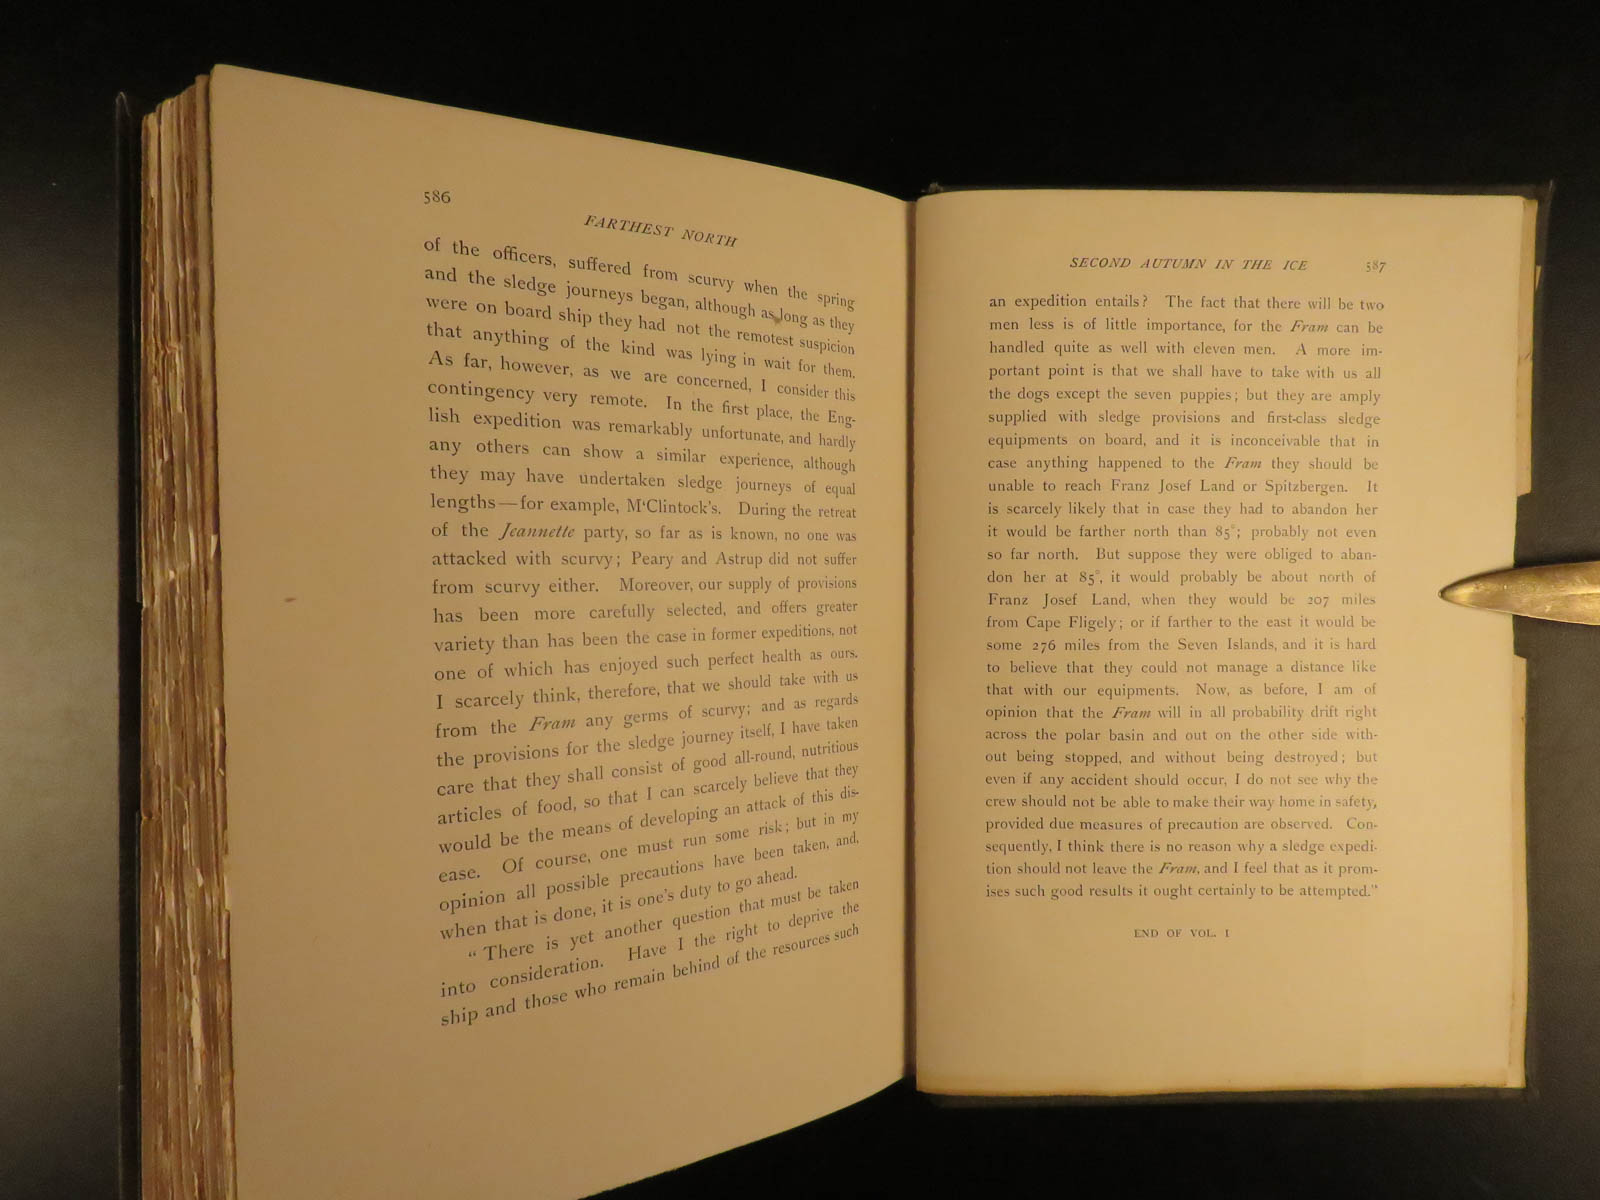 586
FARTHEST NORTH
of the officers, suffered from scurvy when the spring
and the sledge journeys began, although as long as they
were on board ship they had not the remotest suspicion
that anything of the kind was lying in wait for them.
As far, however, as we are concerned, I consider this
contingency very remote. In the first place, the Eng-
lish expedition was remarkably unfortunate, and hardly
any others can show a similar experience, although
they may have undertaken sledge journeys of equal
lengths—for example, M‘Clintock's. During the retreat
of the Jeannette party, so far as is known, no one was
attacked with scurvy; Peary and Astrup did not suffer
from scurvy either. Moreover, our supply of provisions
has been more carefully selected, and offers greater
variety than has been the case in former expeditions, not
one of which has enjoyed such perfect health as ours.
I scarcely think, therefore, that we should take with us
from the Fram any germs of scurvy; and as regards
the provisions for the sledge journey itself, I have taken
care that they shall consist of good all-round, nutritious
articles of food, so that I can scarcely believe that they
would be the means of developing an attack of this dis-
ease. Of course, one must run some risk; but in my
opinion all possible precautions have been taken, and,
when that is done, it is one's duty to go ahead.
“There is yet another question that must be taken
into consideration. Have I the right to deprive the
ship and those who remain behind of the resources such
SECOND AUTUMN IN THE ICE 587
an expedition entails? The fact that there will be two
men less is of little importance, for the Fram can be
handled quite as well with eleven men. A more im-
portant point is that we shall have to take with us all
the dogs except the seven puppies; but they are amply
supplied with sledge provisions and first-class sledge
equipments on board, and it is inconceivable that in
case anything happened to the Fram they should be
unable to reach Franz Josef Land or Spitzbergen. It
is scarcely likely that in case they had to abandon her
it would be farther north than 85°; probably not even
so far north. But suppose they were obliged to aban-
don her at 85°, it would probably be about north of
Franz Josef Land, when they would be 207 miles
from Cape Fligely; or if farther to the east it would be
some 276 miles from the Seven Islands, and it is hard
to believe that they could not manage a distance like
that with our equipments. Now, as before, I am of
opinion that the Fram will in all probability drift right
across the polar basin and out on the other side with-
out being stopped, and without being destroyed; but
even if any accident should occur, I do not see why the
crew should not be able to make their way home in safety,
provided due measures of precaution are observed. Con-
sequently, I think there is no reason why a sledge expedi-
tion should not leave the Fram, and I feel that as it prom-
ises such good results it ought certainly to be attempted.”
END OF VOL. I